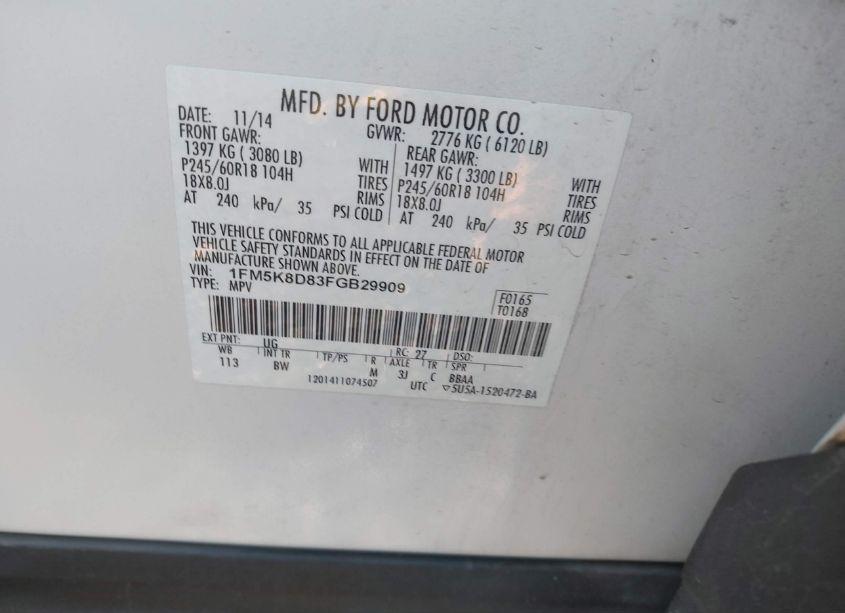 MFD. BY FORD MOTOR CO.
DATE: 11/14 GVWR: 2776 KG ( 6120 LB)
FRONT GAWR: REAR GAWR:
1397 KG ( 3080 LB) WITH 1497 KG ( 3300 LB) WITH
P245/60R18 104H TIRES P245/60R18 104H TIRES
18X8.0J RIMS 18X8.0J RIMS
AT 240 kPa/ 35 PSI COLD AT 240 kPa/ 35 PSI COLD
THIS VEHICLE CONFORMS TO ALL APPLICABLE FEDERAL MOTOR
VEHICLE SAFETY STANDARDS IN EFFECT ON THE DATE OF
MANUFACTURE SHOWN ABOVE.
VIN: 1FM5K8D83FGB29909
TYPE: MPV
F0165
T0168
EXT PNT: UG RC: 27 DSO:
WB INT TR TP/PS R AXLE TR SPR
113 BW M 3J C BBAA
1201411074507 UTC ▽5U5A-1520472-BA